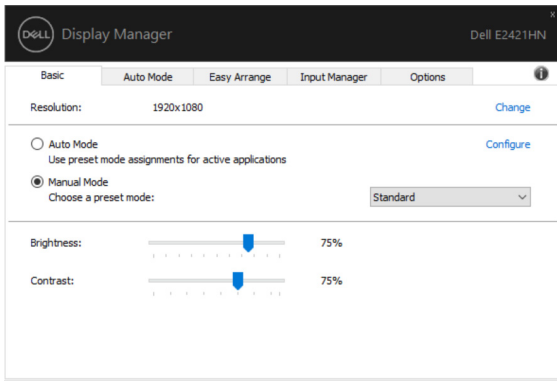 x
DELL Display Manager Dell E2421HN
Basic Auto Mode Easy Arrange Input Manager Options i
Resolution: 1920x1080 Change
Auto Mode Configure
Use preset mode assignments for active applications
Manual Mode
Choose a preset mode: Standard
Brightness: 75%
Contrast: 75%